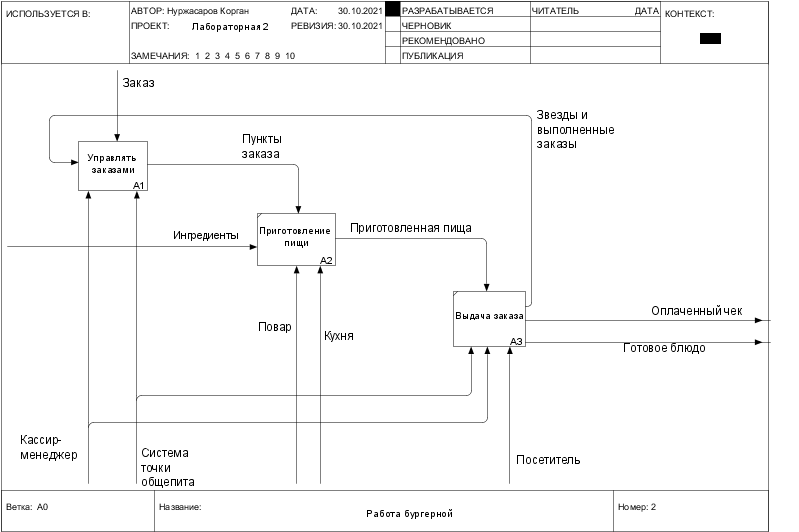 ИСПОЛЬЗУЕТСЯ В:
АВТОР: Нуржасаров Корган
ДАТА: 30.10.2021
РАЗРАБАТЫВАЕТСЯ
ЧИТАТЕЛЬ
ДАТА
КОНТЕКСТ:
ПРОЕКТ: Лабораторная 2
РЕВИЗИЯ: 30.10.2021
ЧЕРНОВИК
РЕКОМЕНДОВАНО
ЗАМЕЧАНИЯ: 1 2 3 4 5 6 7 8 9 10
ПУБЛИКАЦИЯ
Заказ
Звезды и
выполненные
заказы
Пункты
заказа
Управлять
заказами
A1
Ингредиенты
Приготовление
пищи
A2
Приготовленная пища
Выдача заказа
A3
Оплаченный чек
Готовое блюдо
Повар
Кухня
Кассир-
менеджер
Система
точки
общепита
Посетитель
Ветка: A0
Название:
Работа бургерной
Номер: 2